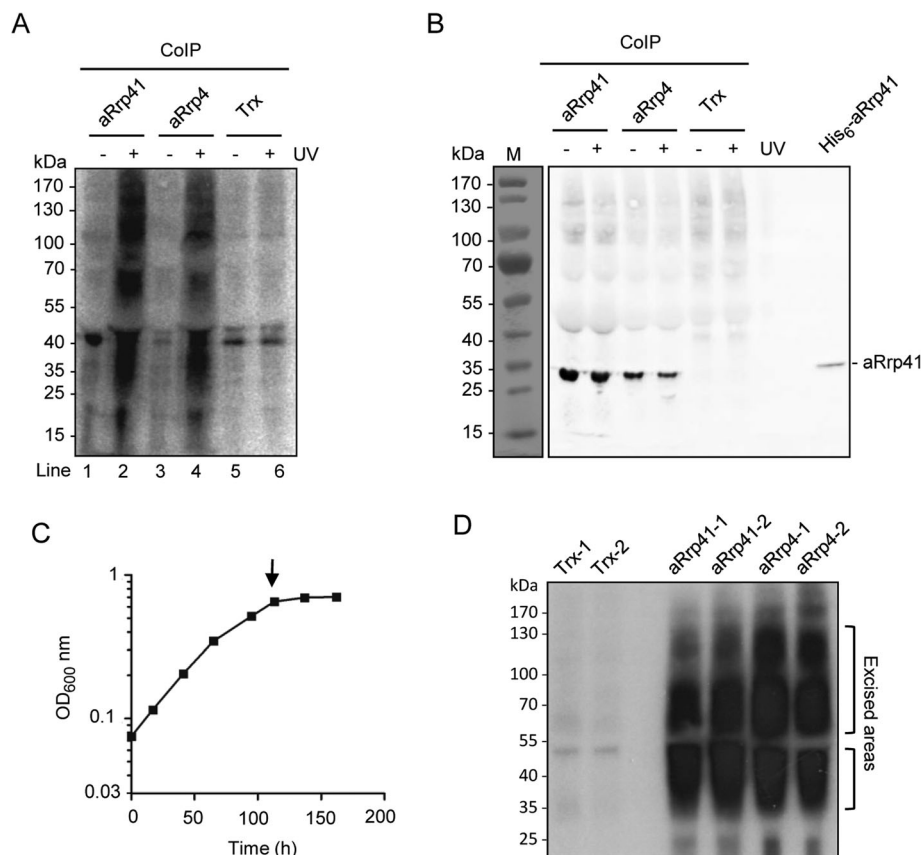 A
CoIP
aRrp41 aRrp4 Trx
- + - + - + UV
kDa
170
130
100
70
55
40
35
25
15
Line 1 2 3 4 5 6
B
CoIP
aRrp41 aRrp4 Trx His6-aRrp41
kDa M - + - + - + UV
170
130
100
70
55
40
35
25
15
- aRrp41
C
1
0.1
0.03
OD600 nm
0 50 100 150 200
Time (h)
D
Trx-1 Trx-2 aRrp41-1 aRrp41-2 aRrp4-1 aRrp4-2
kDa
170
130
100
70
55
40
35
25
Excised areas